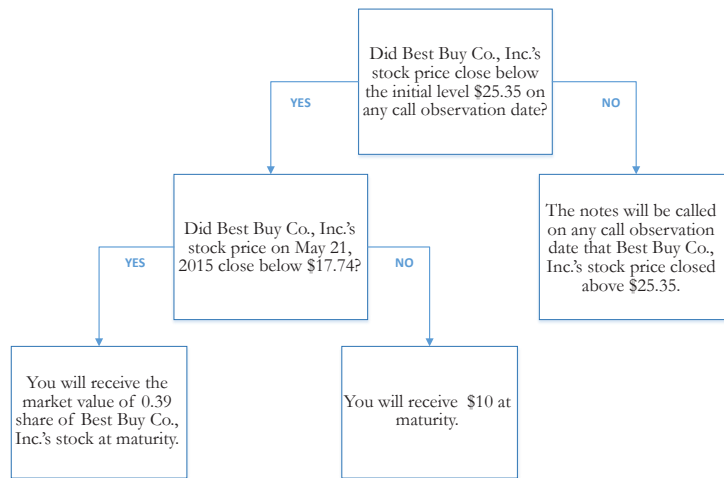 Did Best Buy Co., Inc.'s
stock price close below
the initial level $25.35 on
any call observation date?
YES
NO
Did Best Buy Co., Inc.'s
stock price on May 21,
2015 close below $17.74?
The notes will be called
on any call observation
date that Best Buy Co.,
Inc.'s stock price closed
above $25.35.
YES
NO
You will receive the
market value of 0.39
share of Best Buy Co.,
Inc.'s stock at maturity.
You will receive $10 at
maturity.